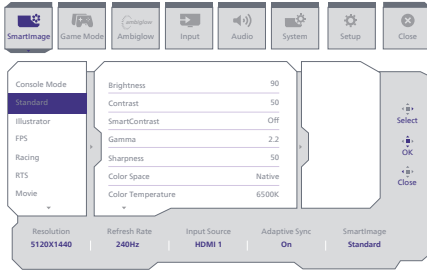 SmartImage
Game Mode
Ambiglow
Ambiglow
Input
Audio
System
Setup
Close
Console Mode
Standard
Illustrator
FPS
Racing
RTS
Movie
Brightness 90
Contrast 50
SmartContrast Off
Gamma 2.2
Sharpness 50
Color Space Native
Color Temperature 6500K
Select
OK
Close
Resolution Refresh Rate Input Source Adaptive Sync SmartImage
5120X1440 240Hz HDMI 1 On Standard